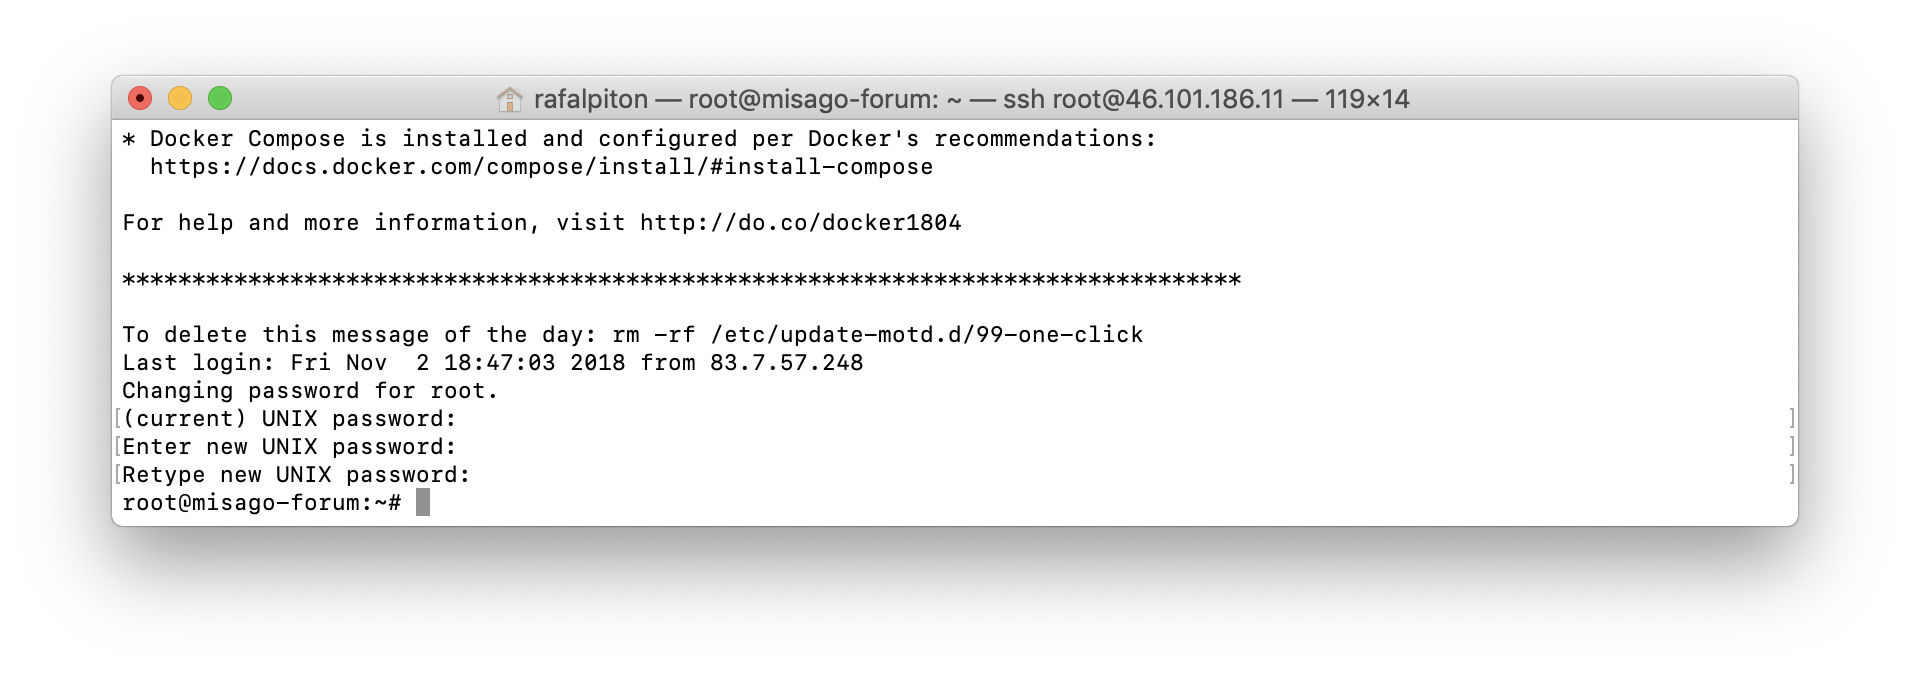 rafalpiton — root@misago-forum: ~ — ssh root@46.101.186.11 — 119×14
* Docker Compose is installed and configured per Docker's recommendations:
  https://docs.docker.com/compose/install/#install-compose
For help and more information, visit http://do.co/docker1804
********************************************************************************
To delete this message of the day: rm -rf /etc/update-motd.d/99-one-click
Last login: Fri Nov  2 18:47:03 2018 from 83.7.57.248
Changing password for root.
[(current) UNIX password: ]
[Enter new UNIX password: ]
[Retype new UNIX password: ]
root@misago-forum:~#